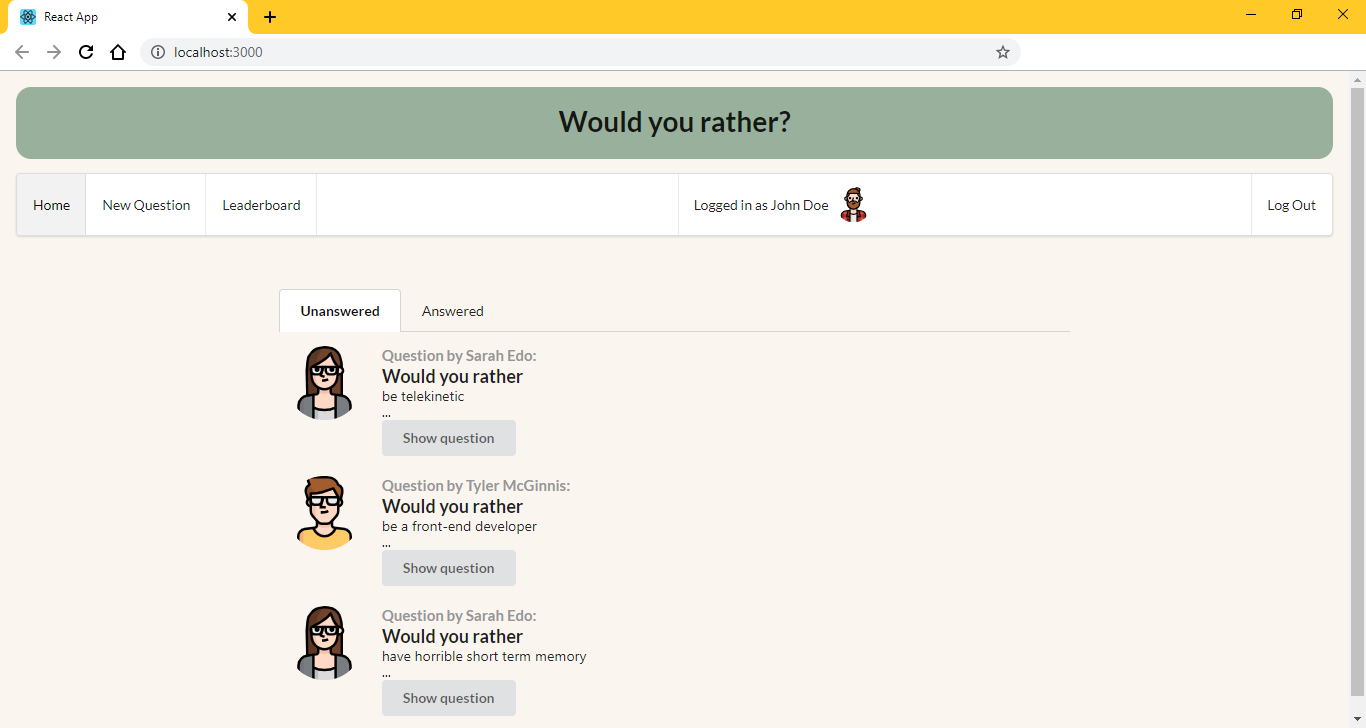 React App
localhost:3000
Would you rather?
Home New Question Leaderboard Logged in as John Doe Log Out
Unanswered Answered
Question by Sarah Edo:
Would you rather
be telekinetic
...
Show question
Question by Tyler McGinnis:
Would you rather
be a front-end developer
...
Show question
Question by Sarah Edo:
Would you rather
have horrible short term memory
...
Show question